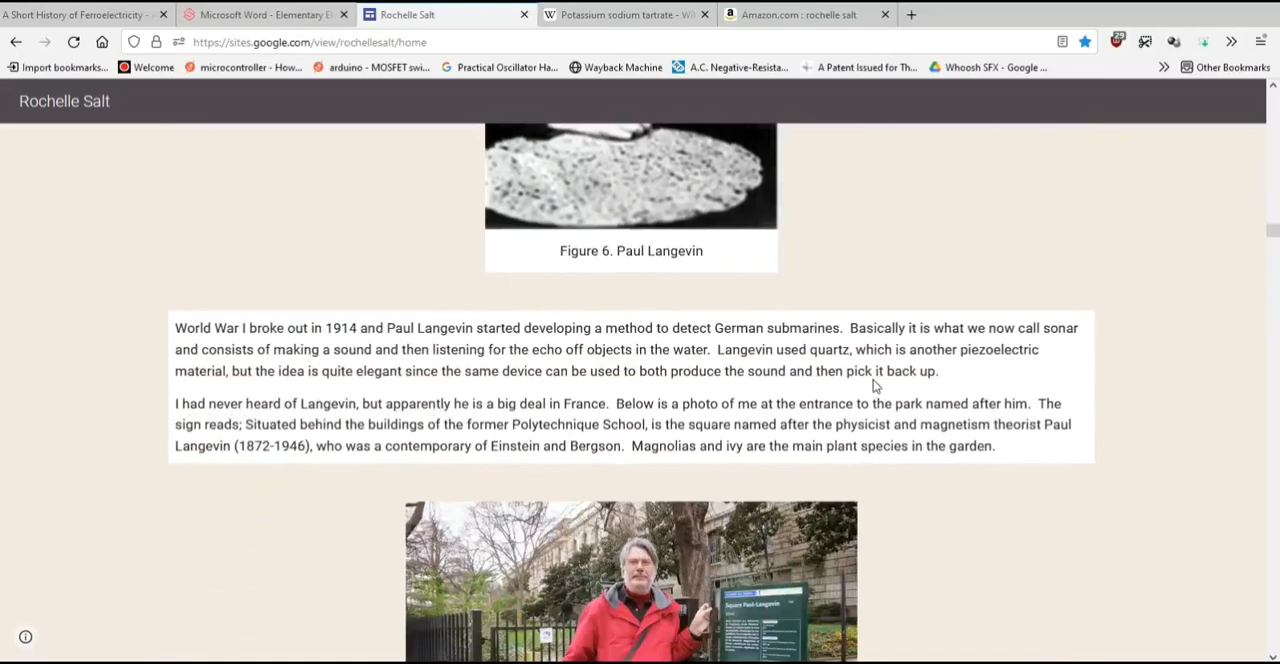 A Short History of Ferroelectricity -
Microsoft Word - Elementary El
Rochelle Salt
Potassium sodium tartrate - Wi
Amazon.com : rochelle salt
https://sites.google.com/view/rochellesalt/home
25
Import bookmarks...
Welcome
microcontroller - How...
arduino - MOSFET swi...
Practical Oscillator Ha...
Wayback Machine
A.C. Negative-Resista...
A Patent Issued for Th...
Whoosh SFX - Google ...
Other Bookmarks
Rochelle Salt
Figure 6. Paul Langevin
World War I broke out in 1914 and Paul Langevin started developing a method to detect German submarines. Basically it is what we now call sonar
and consists of making a sound and then listening for the echo off objects in the water. Langevin used quartz, which is another piezoelectric
material, but the idea is quite elegant since the same device can be used to both produce the sound and then pick it back up.
I had never heard of Langevin, but apparently he is a big deal in France. Below is a photo of me at the entrance to the park named after him. The
sign reads; Situated behind the buildings of the former Polytechnique School, is the square named after the physicist and magnetism theorist Paul
Langevin (1872-1946), who was a contemporary of Einstein and Bergson. Magnolias and ivy are the main plant species in the garden.
Square Paul-Langevin